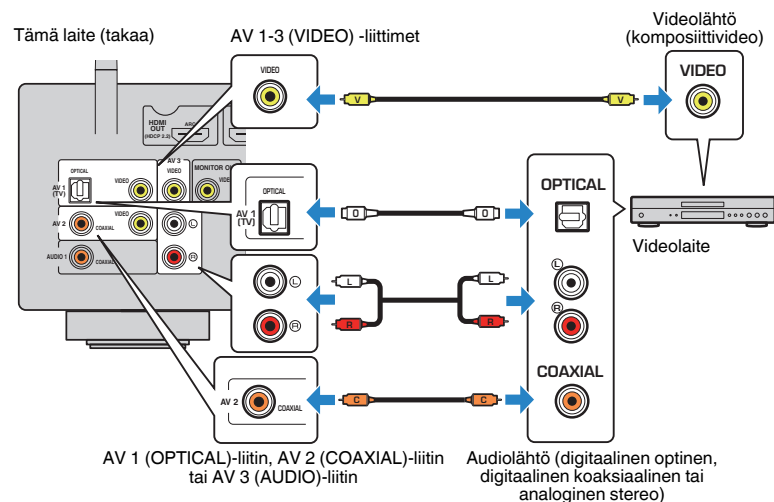 Tämä laite (takaa)
AV 1-3 (VIDEO) -liittimet
Videolähtö
(komposiittivideo)
VIDEO
V
V
VIDEO
HDMI
OUT
(HDCP 2.2)
ARC
OPTICAL
AV 1
(TV)
VIDEO
AV 3
VIDEO
MONITOR OU
VIDE
AV 2
COAXIAL
VIDEO
L
AUDIO 1
COAXIAL
R
OPTICAL
AV 1
(TV)
O
O
OPTICAL
Videolaite
L
R
L
R
L
R
L
R
COAXIAL
AV 2
COAXIAL
C
C
AV 1 (OPTICAL)-liitin, AV 2 (COAXIAL)-liitin
tai AV 3 (AUDIO)-liitin
Audiolähtö (digitaalinen optinen,
digitaalinen koaksiaalinen tai
analoginen stereo)